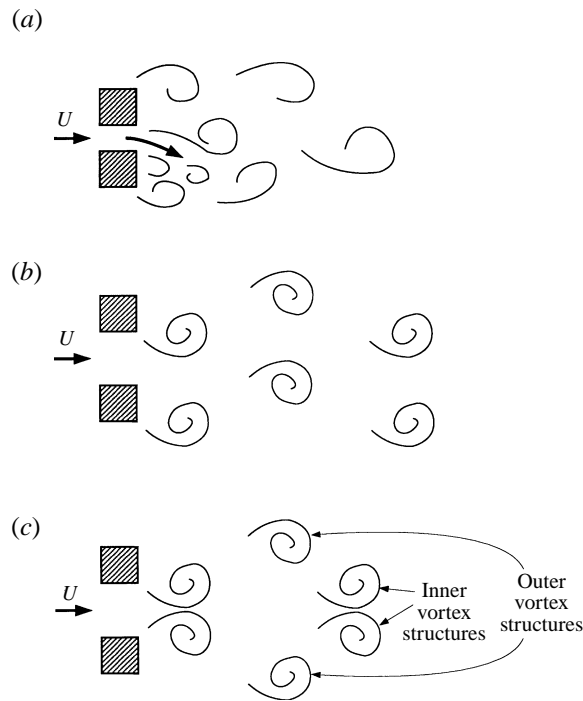 (a)
U
(b)
U
(c)
U
Inner
vortex
structures
Outer
vortex
structures